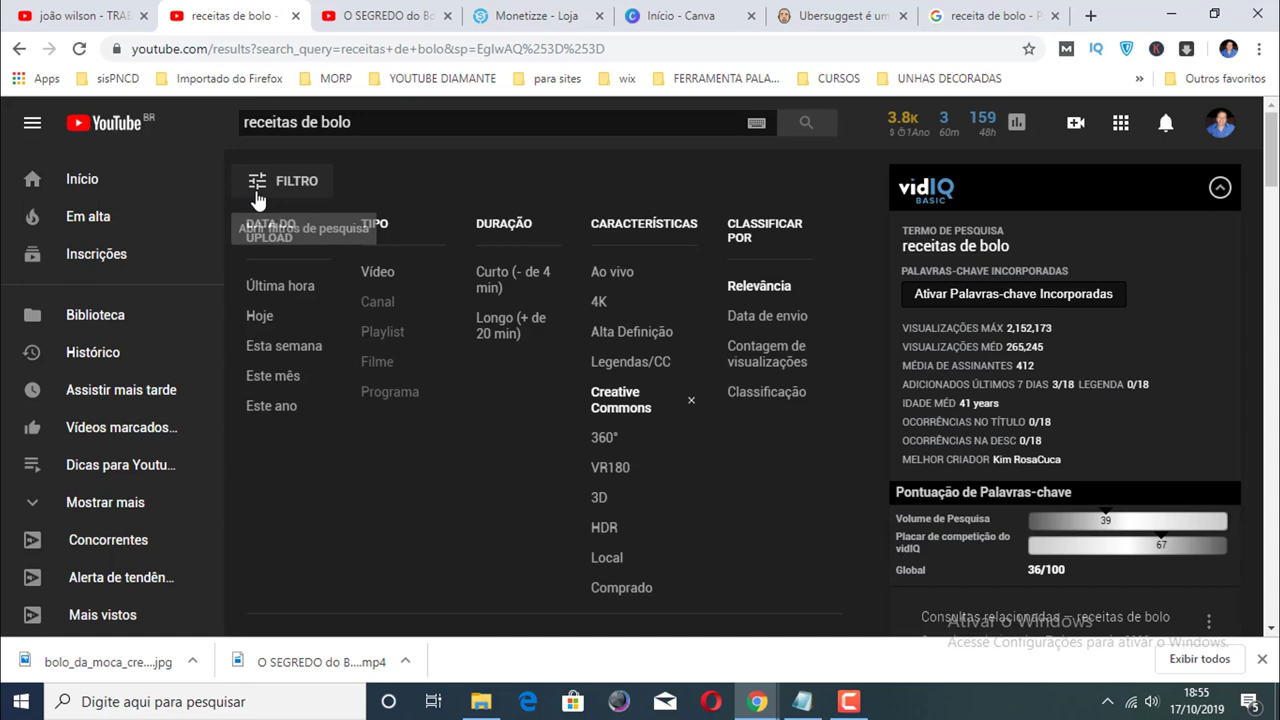 joão wilson - TRAB
receitas de bolo -
O SEGREDO do Bo
Monetizze - Loja
Início - Canva
Ubersuggest é um
receita de bolo - P
youtube.com/results?search_query=receitas+de+bolo&sp=EgIwAQ%253D%253D
Apps
sisPNCD
Importado do Firefox
MORP
YOUTUBE DIAMANTE
para sites
wix
FERRAMENTA PALA...
CURSOS
UNHAS DECORADAS
»
Outros favoritos
YouTube BR
receitas de bolo
3.8K
$ ⏱1Ano
3
60m
159
48h
Início
Em alta
Inscrições
Biblioteca
Histórico
Assistir mais tarde
Vídeos marcados...
Dicas para Youtu...
Mostrar mais
Concorrentes
Alerta de tendên...
Mais vistos
FILTRO
Abrir filtros de pesquisa
DATA DO
UPLOAD
Última hora
Hoje
Esta semana
Este mês
Este ano
TIPO
Vídeo
Canal
Playlist
Filme
Programa
DURAÇÃO
Curto (- de 4
min)
Longo (+ de
20 min)
CARACTERÍSTICAS
Ao vivo
4K
Alta Definição
Legendas/CC
Creative
Commons
360°
VR180
3D
HDR
Local
Comprado
CLASSIFICAR
POR
Relevância
Data de envio
Contagem de
visualizações
Classificação
vidIQ
BASIC
TERMO DE PESQUISA
receitas de bolo
PALAVRAS-CHAVE INCORPORADAS
Ativar Palavras-chave Incorporadas
VISUALIZAÇÕES MÁX 2,152,173
VISUALIZAÇÕES MÉD 265,245
MÉDIA DE ASSINANTES 412
ADICIONADOS ÚLTIMOS 7 DIAS 3/18 LEGENDA 0/18
IDADE MÉD 41 years
OCORRÊNCIAS NO TÍTULO 0/18
OCORRÊNCIAS NA DESC 0/18
MELHOR CRIADOR Kim RosaCuca
Pontuação de Palavras-chave
Volume de Pesquisa
39
Placar de competição do
vidIQ
67
Global
36/100
Consultas relacionadas – receitas de bolo
Ativar o Windows
Acesse Configurações para ativar o Windows.
bolo_da_moca_cre....jpg
O SEGREDO do B....mp4
Exibir todos
Digite aqui para pesquisar
18:55
17/10/2019
5